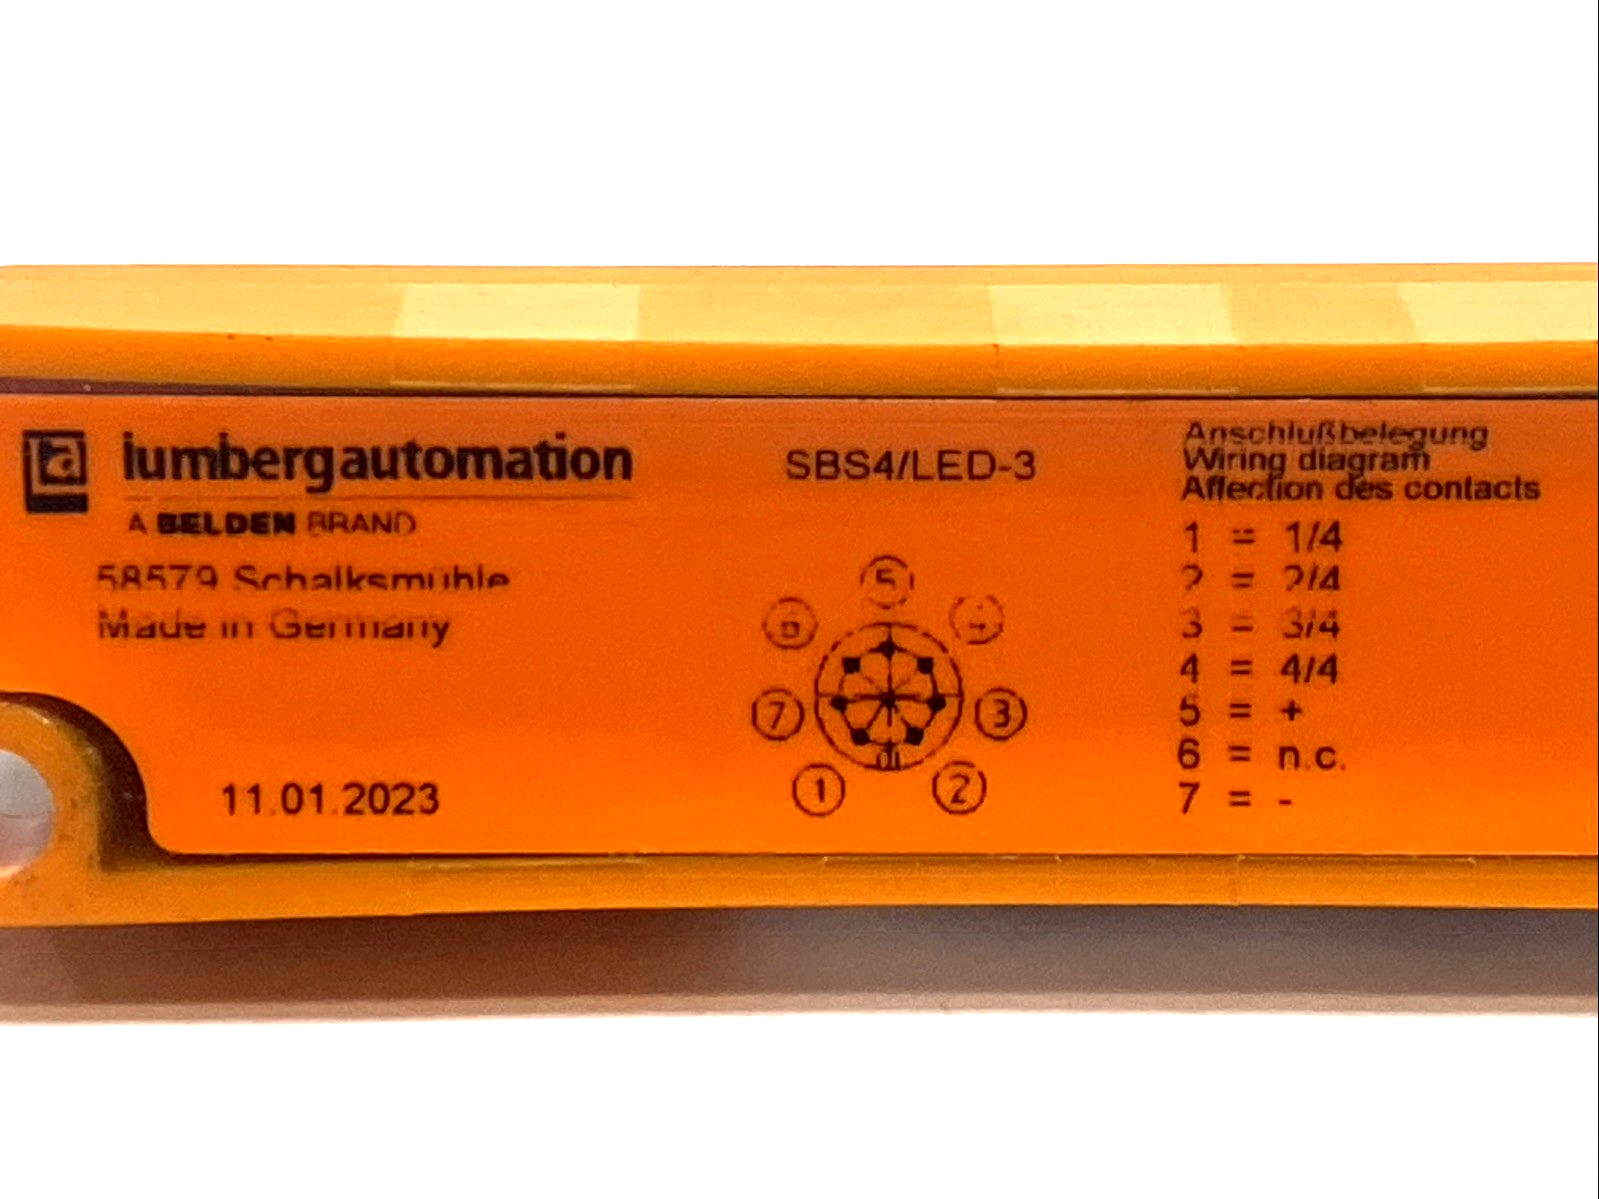 lumbergautomation
A BELDEN BRAND
58579 Schalksmühle
Made in Germany
11.01.2023
SBS4/LED-3
5
6
4
7
3
1
2
Anschlußbelegung
Wiring diagram
Affection des contacts
1 = 1/4
2 = 2/4
3 = 3/4
4 = 4/4
5 = +
6 = n.c.
7 = -